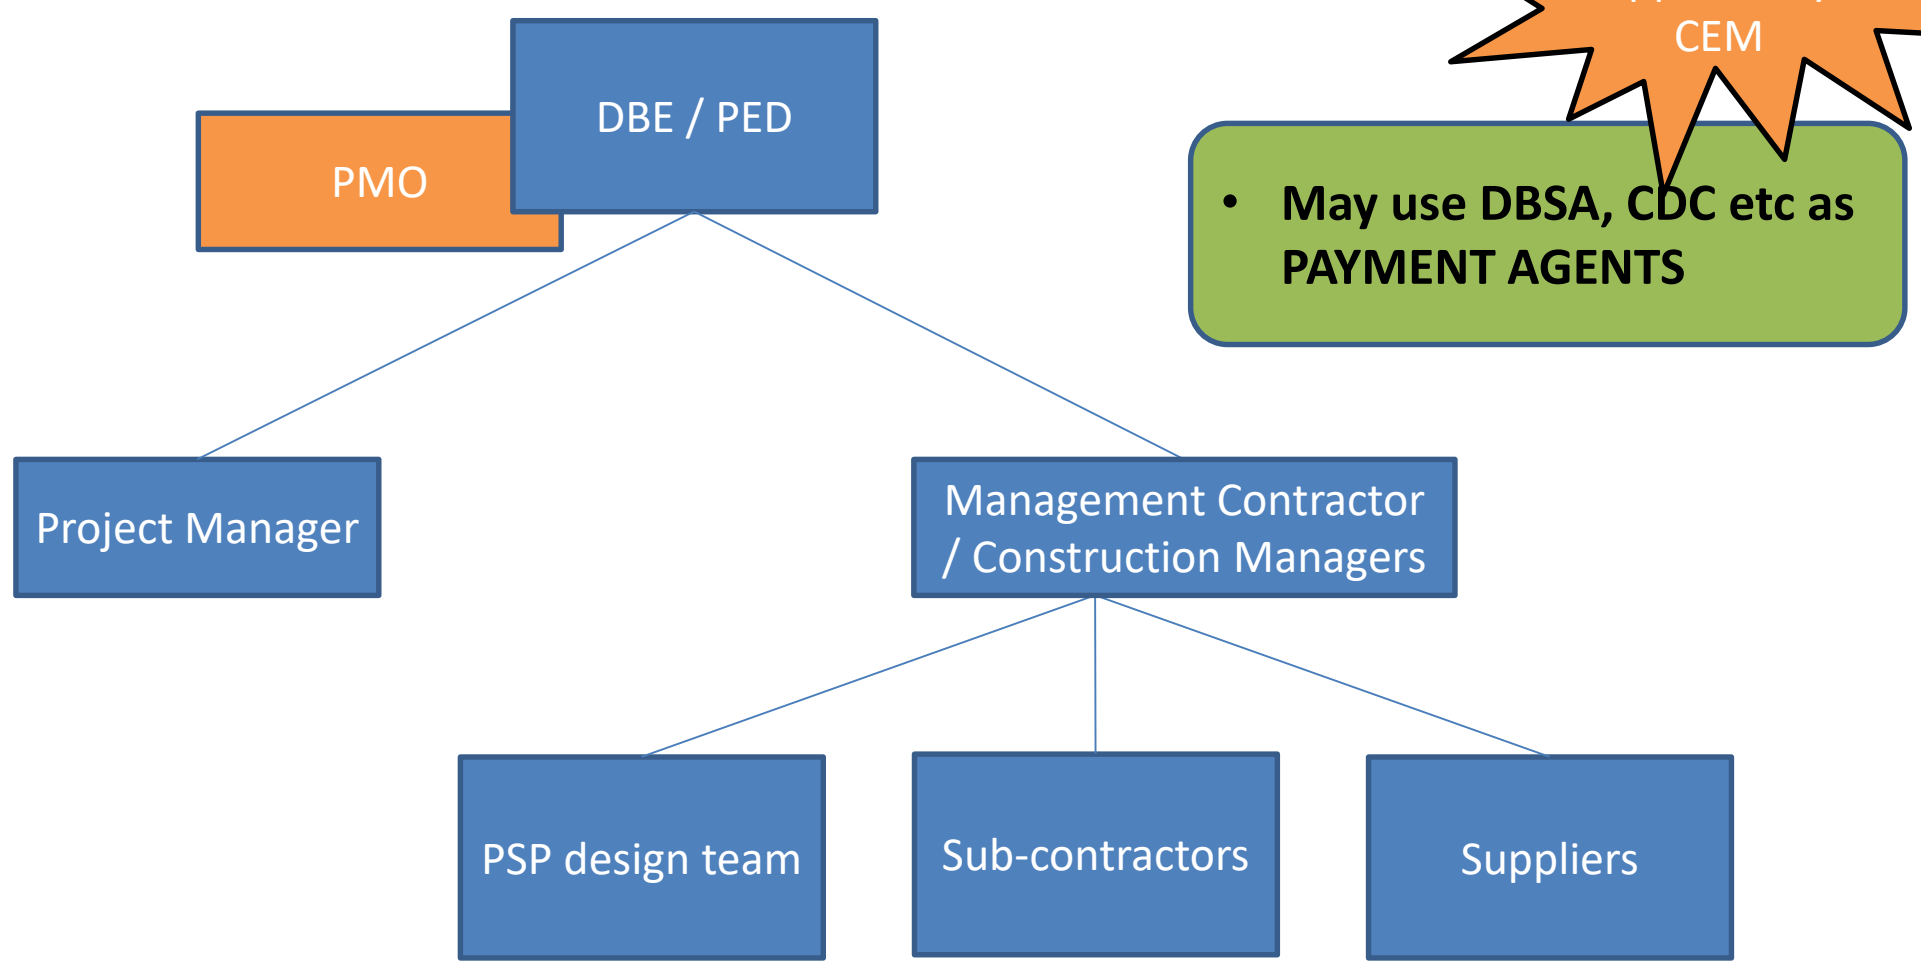 CEM
DBE / PED
PMO
• May use DBSA, CDC etc as
PAYMENT AGENTS
Project Manager
Management Contractor
/ Construction Managers
PSP design team
Sub-contractors
Suppliers